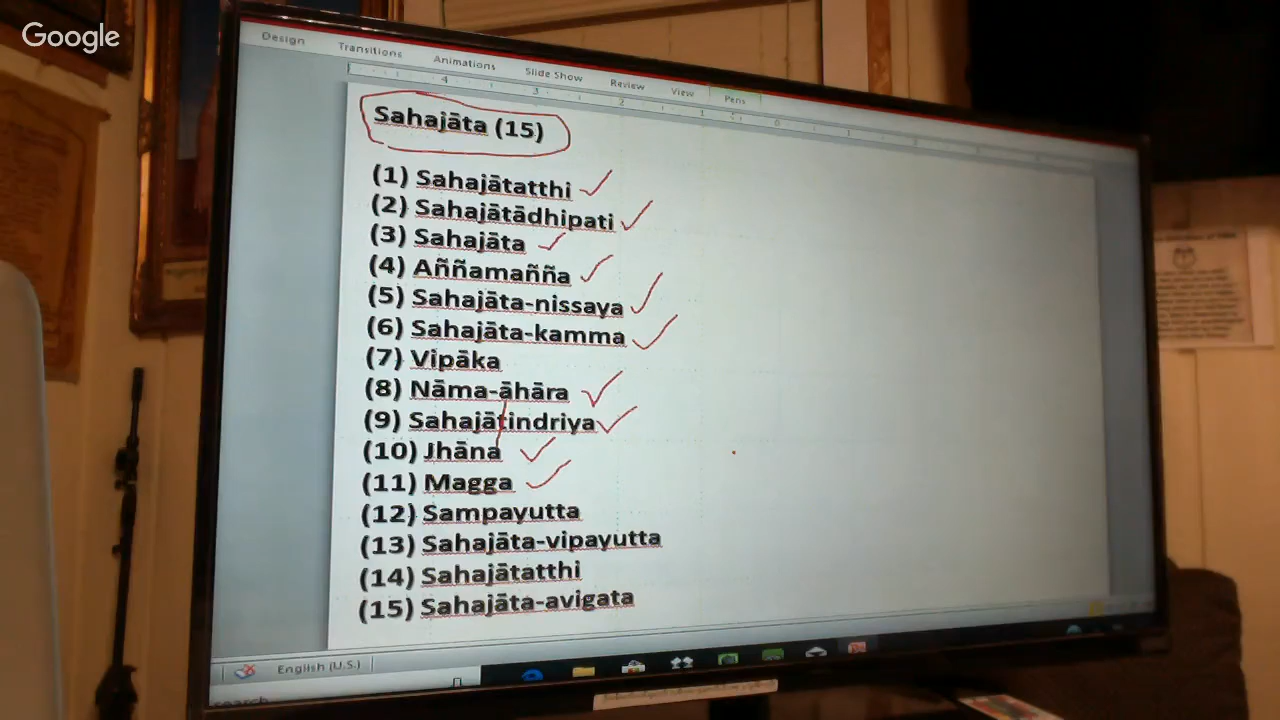 Google
Design Transitions Animations Slide Show Review View Pens
Sahajāta (15)
(1) Sahajātatthi
(2) Sahajātādhipati
(3) Sahajāta
(4) Aññamañña
(5) Sahajāta-nissaya
(6) Sahajāta-kamma
(7) Vipāka
(8) Nāma-āhāra
(9) Sahajātindriya
(10) Jhāna
(11) Magga
(12) Sampayutta
(13) Sahajāta-vipayutta
(14) Sahajātatthi
(15) Sahajāta-avigata
English (U.S.)
search